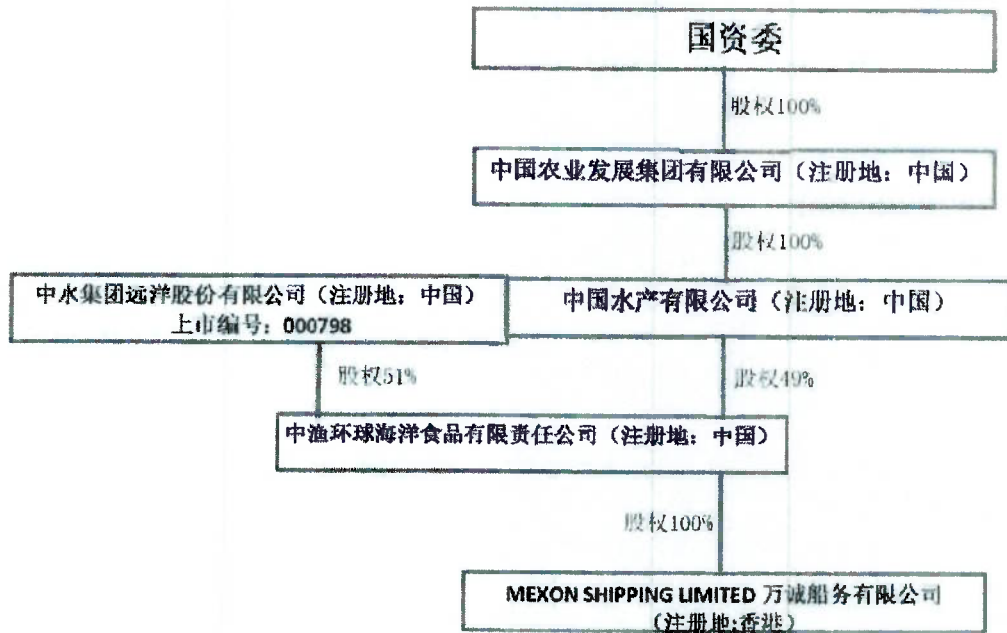 国资委
股权100%
中国农业发展集团有限公司（注册地：中国）
股权100%
中水集团远洋股份有限公司（注册地：中国）
上市编号：000798
中国水产有限公司（注册地：中国）
股权51%
股权49%
中渔环球海洋食品有限责任公司（注册地：中国）
股权100%
MEXON SHIPPING LIMITED 万诚船务有限公司
（注册地:香港）